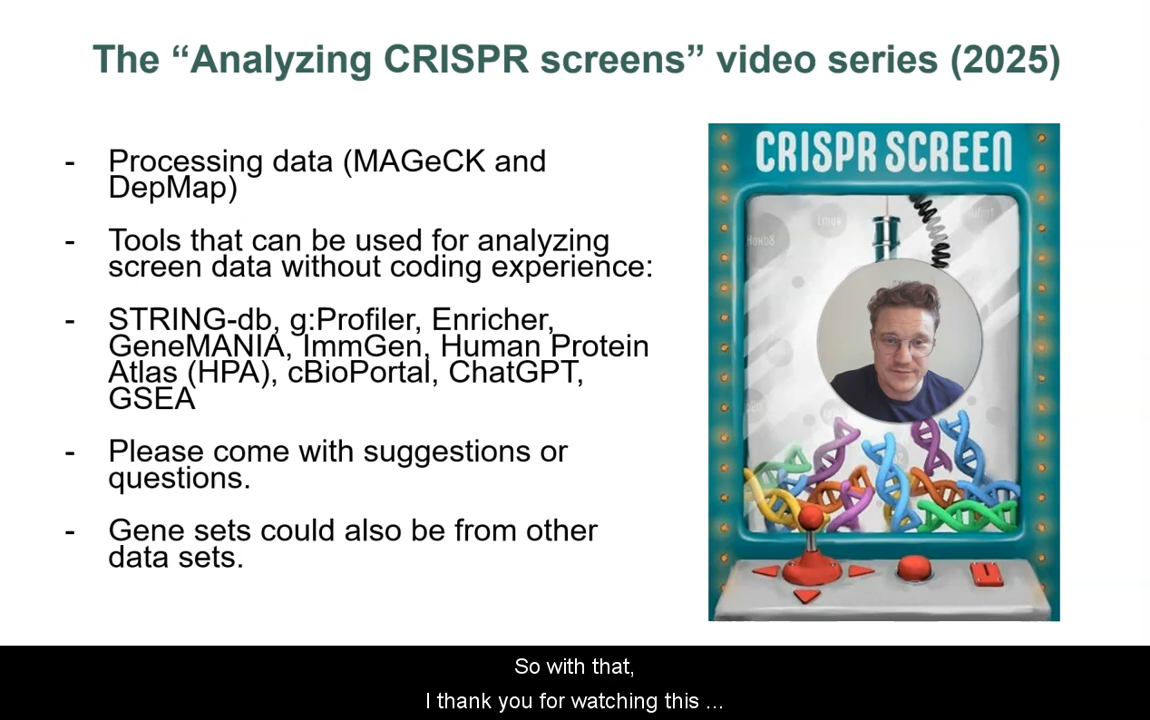 The “Analyzing CRISPR screens” video series (2025)
- Processing data (MAGeCK and
DepMap)
- Tools that can be used for analyzing
screen data without coding experience:
- STRING-db, g:Profiler, Enricher,
GeneMANIA, ImmGen, Human Protein
Atlas (HPA), cBioPortal, ChatGPT,
GSEA
- Please come with suggestions or
questions.
- Gene sets could also be from other
data sets.
CRISPR SCREEN
So with that,
I thank you for watching this ...